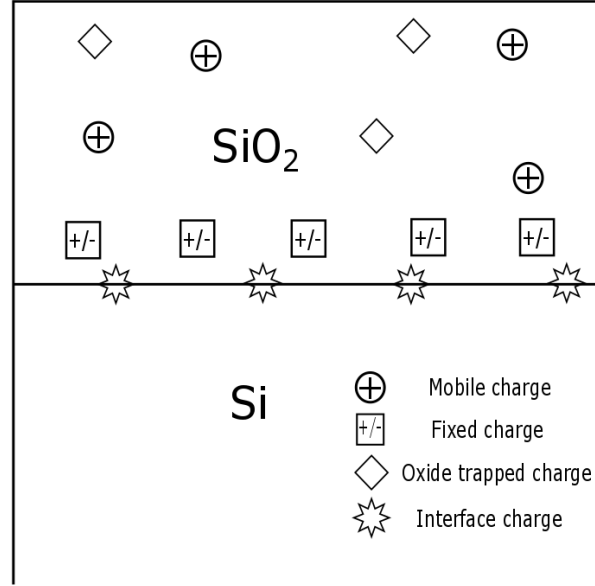 SiO₂
+/- +/- +/- +/- +/-
Si
Mobile charge
+/- Fixed charge
Oxide trapped charge
Interface charge